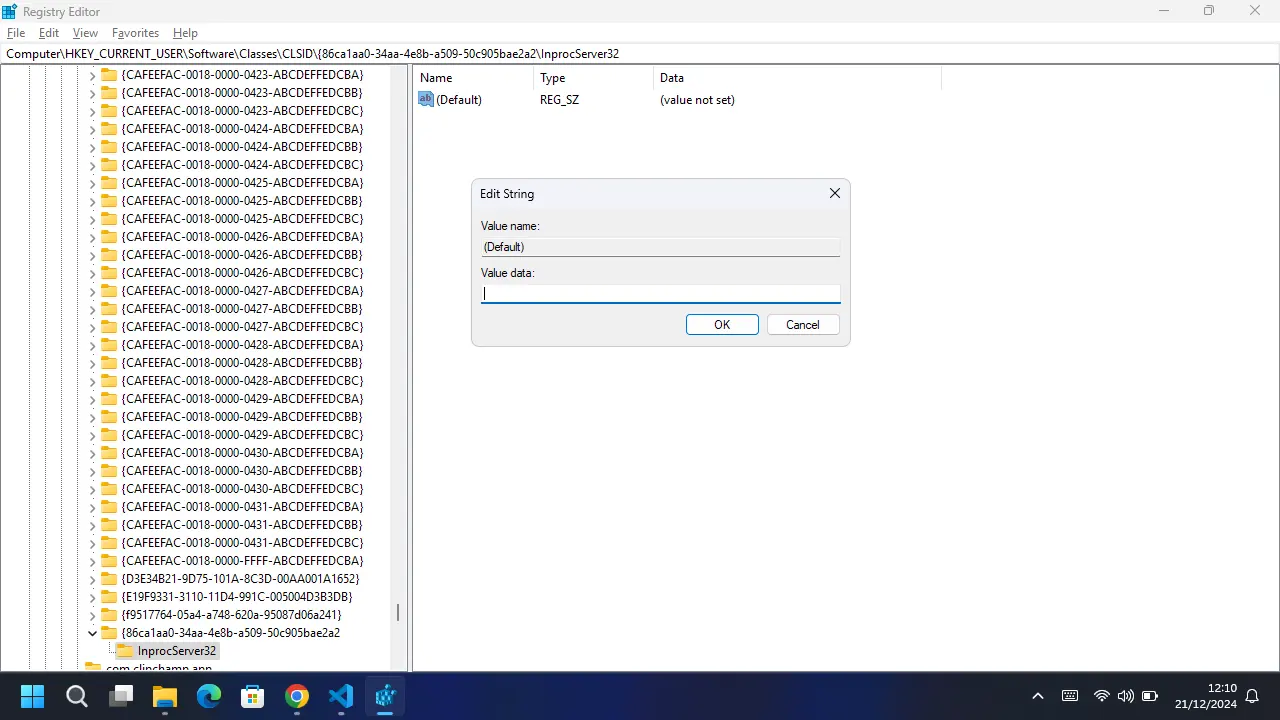 Registry Editor
File Edit View Favorites Help
Computer\HKEY_CURRENT_USER\Software\Classes\CLSID\{86ca1aa0-34aa-4e8b-a509-50c905bae2a2\InprocServer32
{CAFEEFAC-0018-0000-0423-ABCDEFFEDCBA}
{CAFEEFAC-0018-0000-0423-ABCDEFFEDCBB}
{CAFEEFAC-0018-0000-0423-ABCDEFFEDCBC}
{CAFEEFAC-0018-0000-0424-ABCDEFFEDCBA}
{CAFEEFAC-0018-0000-0424-ABCDEFFEDCBB}
{CAFEEFAC-0018-0000-0424-ABCDEFFEDCBC}
{CAFEEFAC-0018-0000-0425-ABCDEFFEDCBA}
{CAFEEFAC-0018-0000-0425-ABCDEFFEDCBB}
{CAFEEFAC-0018-0000-0425-ABCDEFFEDCBC}
{CAFEEFAC-0018-0000-0426-ABCDEFFEDCBA}
{CAFEEFAC-0018-0000-0426-ABCDEFFEDCBB}
{CAFEEFAC-0018-0000-0426-ABCDEFFEDCBC}
{CAFEEFAC-0018-0000-0427-ABCDEFFEDCBA}
{CAFEEFAC-0018-0000-0427-ABCDEFFEDCBB}
{CAFEEFAC-0018-0000-0427-ABCDEFFEDCBC}
{CAFEEFAC-0018-0000-0428-ABCDEFFEDCBA}
{CAFEEFAC-0018-0000-0428-ABCDEFFEDCBB}
{CAFEEFAC-0018-0000-0428-ABCDEFFEDCBC}
{CAFEEFAC-0018-0000-0429-ABCDEFFEDCBA}
{CAFEEFAC-0018-0000-0429-ABCDEFFEDCBB}
{CAFEEFAC-0018-0000-0429-ABCDEFFEDCBC}
{CAFEEFAC-0018-0000-0430-ABCDEFFEDCBA}
{CAFEEFAC-0018-0000-0430-ABCDEFFEDCBB}
{CAFEEFAC-0018-0000-0430-ABCDEFFEDCBC}
{CAFEEFAC-0018-0000-0431-ABCDEFFEDCBA}
{CAFEEFAC-0018-0000-0431-ABCDEFFEDCBB}
{CAFEEFAC-0018-0000-0431-ABCDEFFEDCBC}
{CAFEEFAC-0018-0000-FFFF-ABCDEFFEDCBA}
{D3E34B21-9D75-101A-8C3D-00AA001A1652}
{E19F9331-3110-11D4-991C-005004D3B3DB}
{f9517764-05a4-a748-620a-95087d06a241}
{86ca1aa0-34aa-4e8b-a509-50c905bae2a2
InprocServer32
com.clipchamp.app
Name Type Data
ab (Default) REG_SZ (value not set)
Edit String
Value name:
(Default)
Value data:
OK Cancel
12:10
21/12/2024